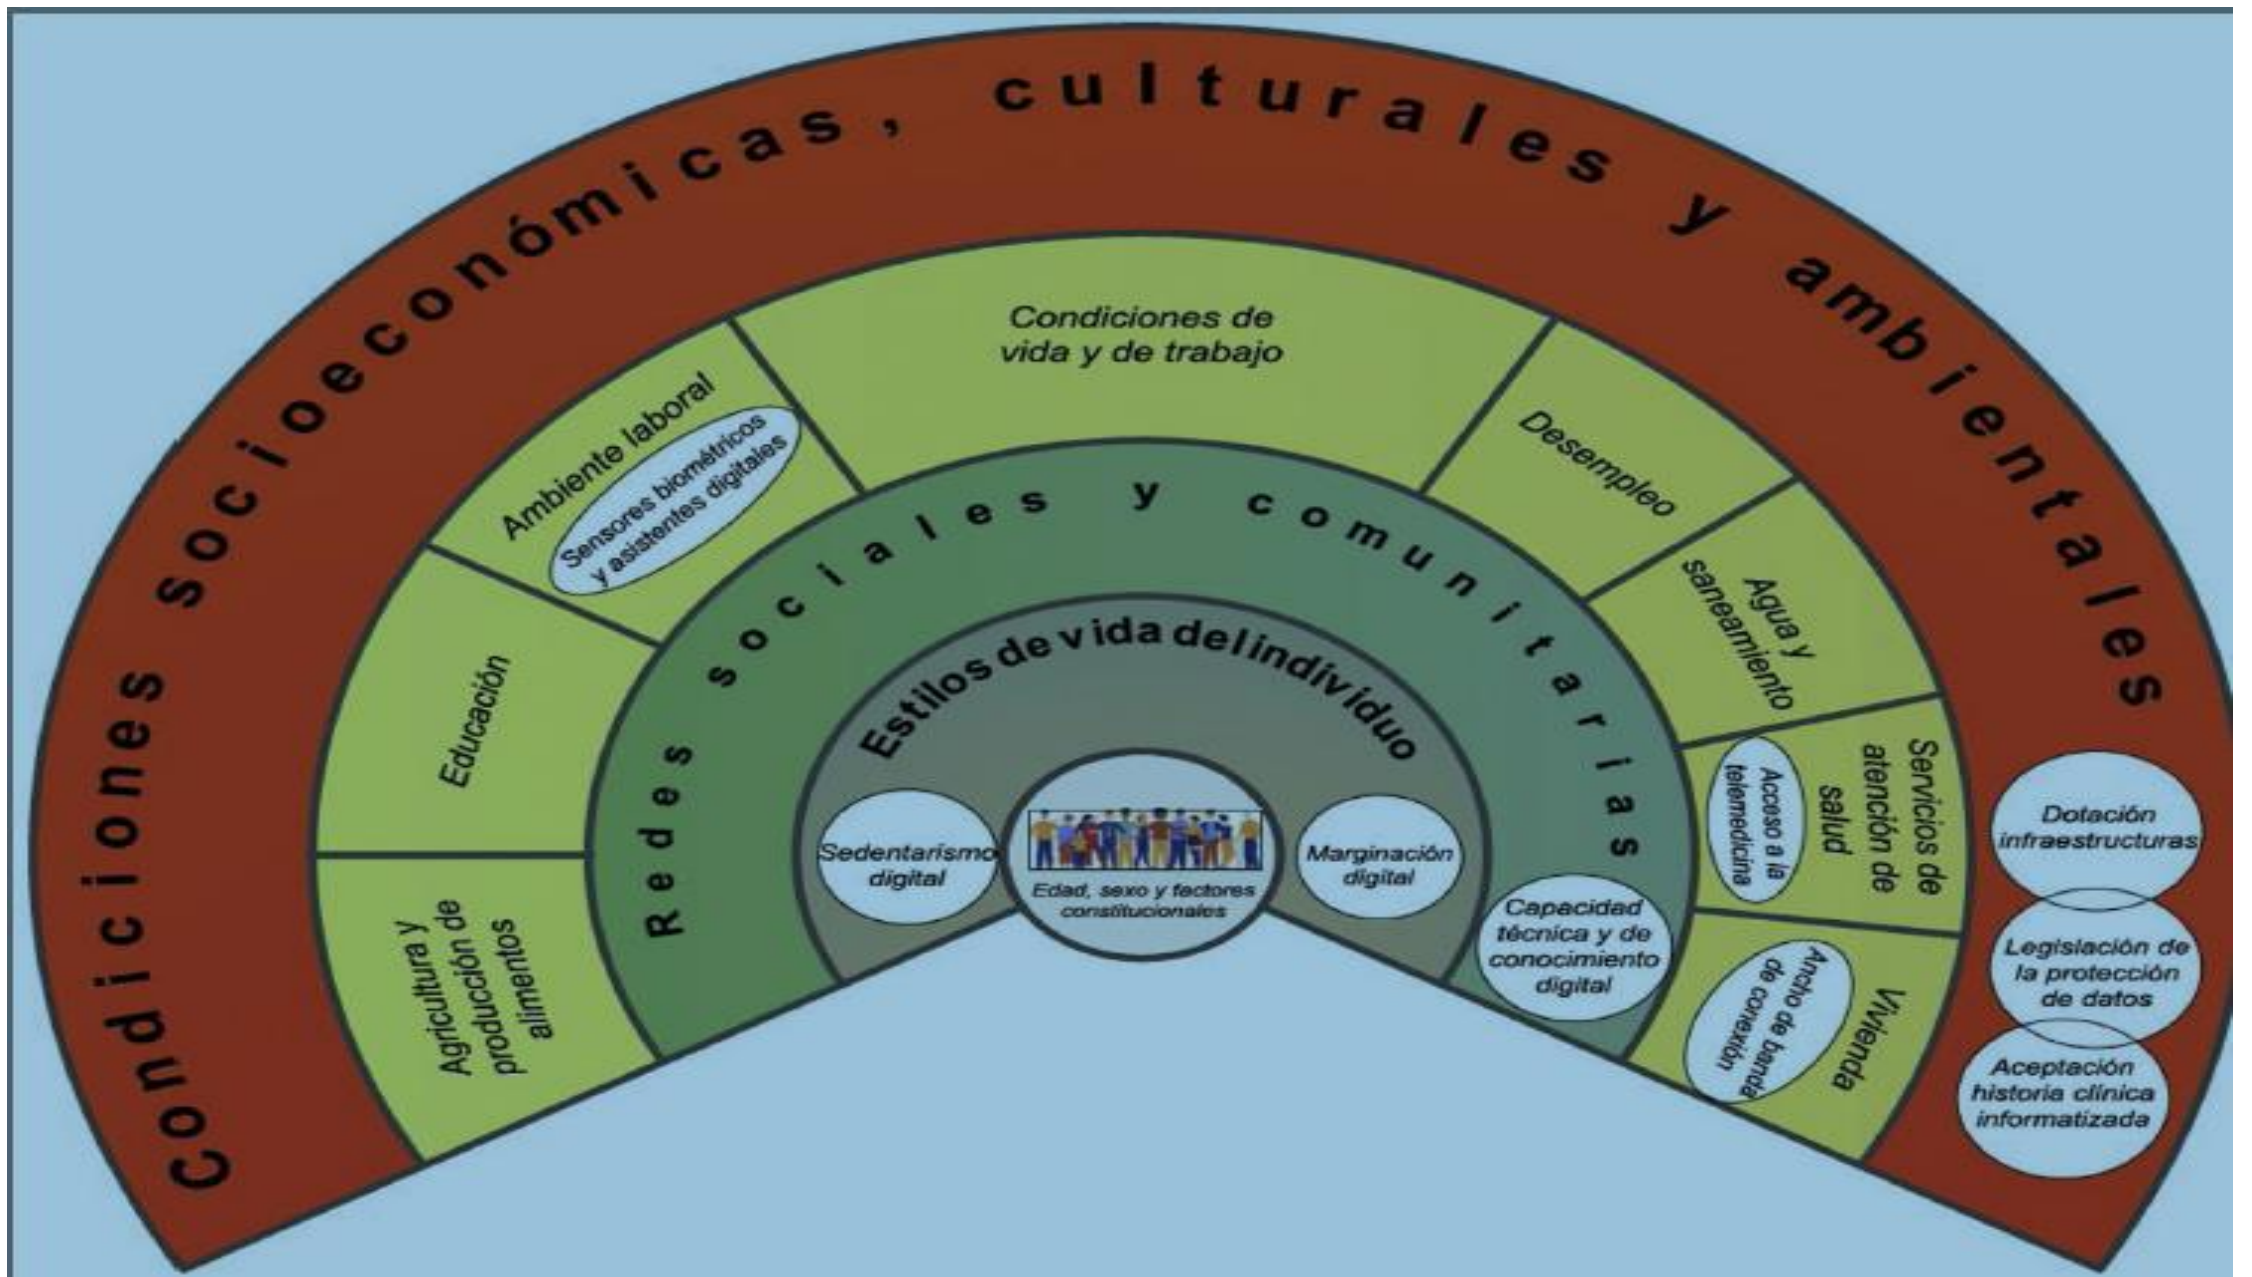 Condiciones socioeconómicas, culturales y ambientales
Condiciones de
vida y de trabajo
Ambiente laboral
Sensores biométricos
y asistentes digitales
Educación
Agricultura y
producción de
alimentos
Desempleo
Agua y
saneamiento
Servicios de
atención de
salud
Acceso a la
telemedicina
Vivienda
Ancho de banda
de conexión
Redes sociales y comunitarias
Capacidad
técnica y de
conocimiento
digital
Estilos de vida del individuo
Sedentarismo
digital
Edad, sexo y factores
constitucionales
Marginación
digital
Dotación
infraestructuras
Legislación de
la protección
de datos
Aceptación
historia clínica
informatizada